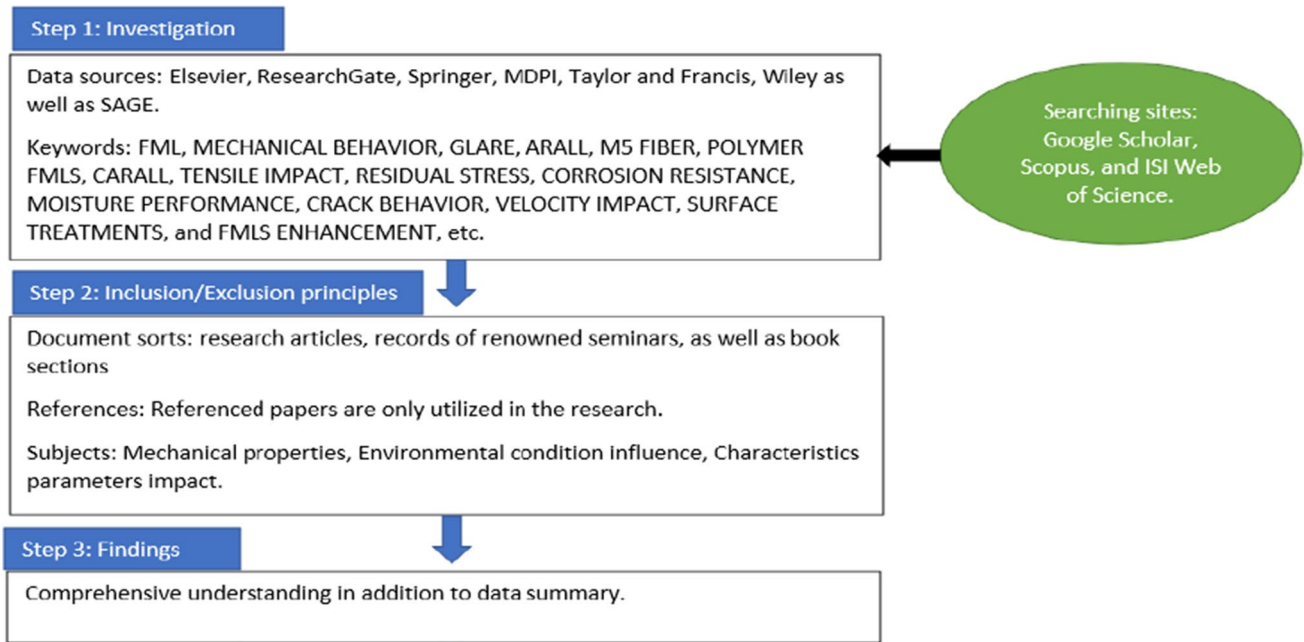 Step 1: Investigation
Data sources: Elsevier, ResearchGate, Springer, MDPI, Taylor and Francis, Wiley as
well as SAGE.
Keywords: FML, MECHANICAL BEHAVIOR, GLARE, ARALL, M5 FIBER, POLYMER
FMLS, CARALL, TENSILE IMPACT, RESIDUAL STRESS, CORROSION RESISTANCE,
MOISTURE PERFORMANCE, CRACK BEHAVIOR, VELOCITY IMPACT, SURFACE
TREATMENTS, and FMLS ENHANCEMENT, etc.
Searching sites:
Google Scholar,
Scopus, and ISI Web
of Science.
Step 2: Inclusion/Exclusion principles
Document sorts: research articles, records of renowned seminars, as well as book
sections
References: Referenced papers are only utilized in the research.
Subjects: Mechanical properties, Environmental condition influence, Characteristics
parameters impact.
Step 3: Findings
Comprehensive understanding in addition to data summary.